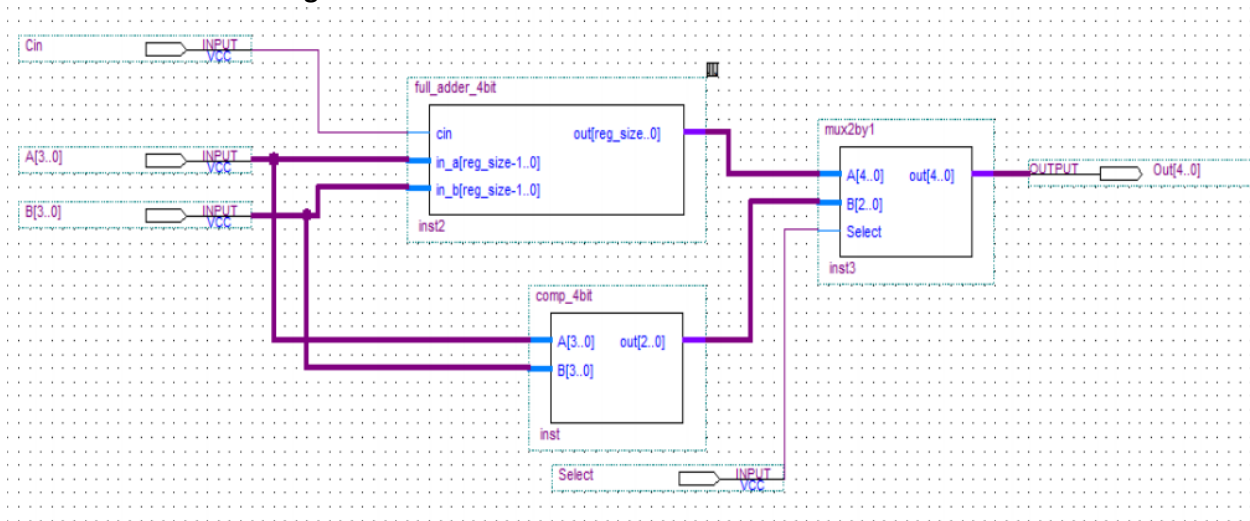 Cin
INPUT
VCC
full_adder_4bit
cin
out[reg_size..0]
in_a[reg_size-1..0]
in_b[reg_size-1..0]
inst2
A[3..0]
INPUT
VCC
B[3..0]
INPUT
VCC
mux2by1
A[4..0]
out[4..0]
B[2..0]
Select
inst3
OUTPUT
Out[4..0]
comp_4bit
A[3..0]
out[2..0]
B[3..0]
inst
Select
INPUT
VCC